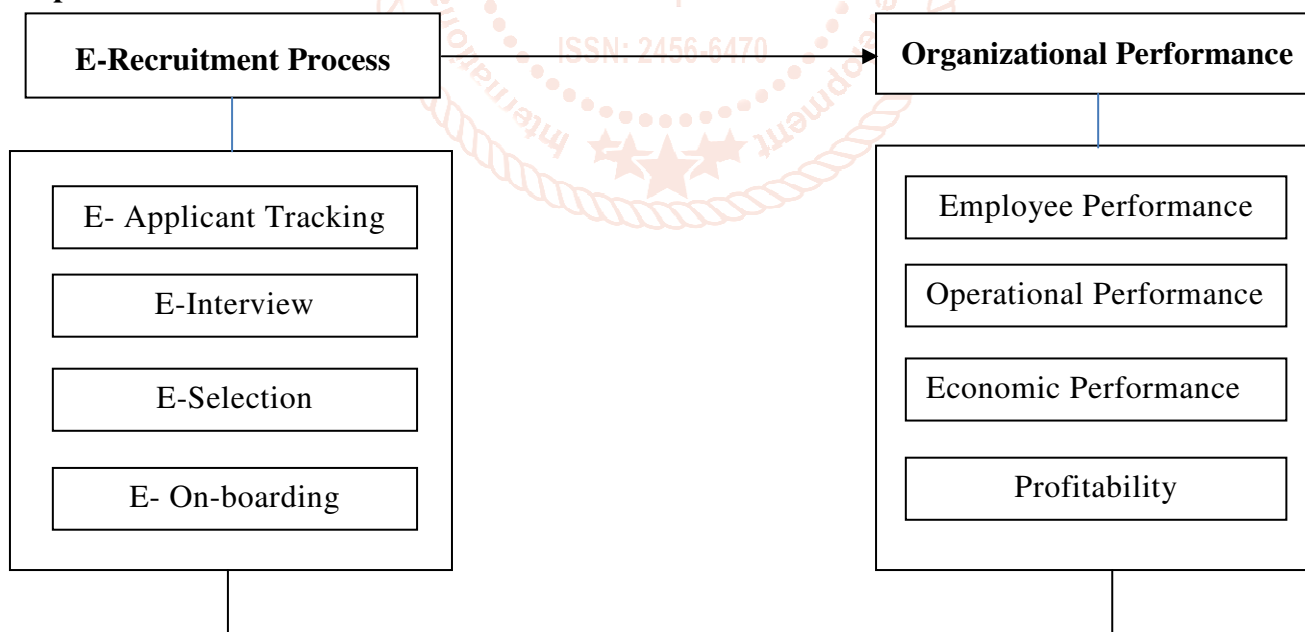 E-Recruitment Process
Organizational Performance
ISSN: 2456-6470
E- Applicant Tracking
E-Interview
E-Selection
E- On-boarding
Employee Performance
Operational Performance
Economic Performance
Profitability